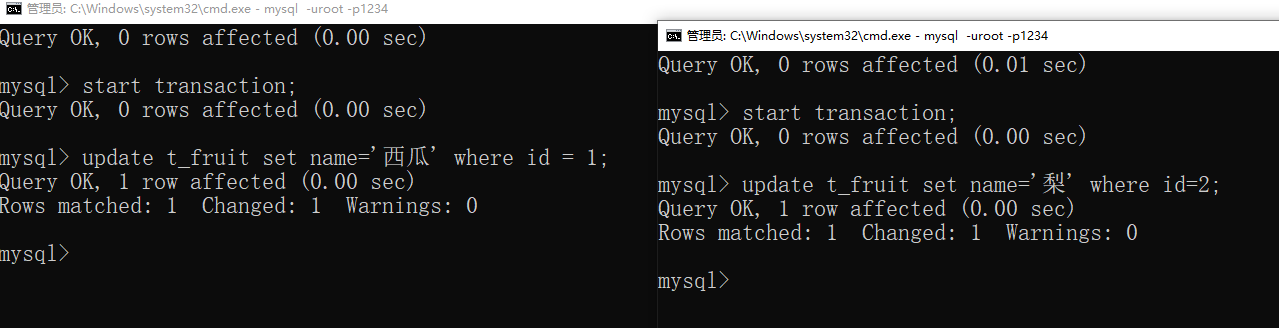 管理员: C:\Windows\system32\cmd.exe - mysql  -uroot -p1234
Query OK, 0 rows affected (0.00 sec)
mysql> start transaction;
Query OK, 0 rows affected (0.00 sec)
mysql> update t_fruit set name='西瓜' where id = 1;
Query OK, 1 row affected (0.00 sec)
Rows matched: 1  Changed: 1  Warnings: 0
mysql>
管理员: C:\Windows\system32\cmd.exe - mysql  -uroot -p1234
Query OK, 0 rows affected (0.01 sec)
mysql> start transaction;
Query OK, 0 rows affected (0.00 sec)
mysql> update t_fruit set name='梨' where id=2;
Query OK, 1 row affected (0.00 sec)
Rows matched: 1  Changed: 1  Warnings: 0
mysql>